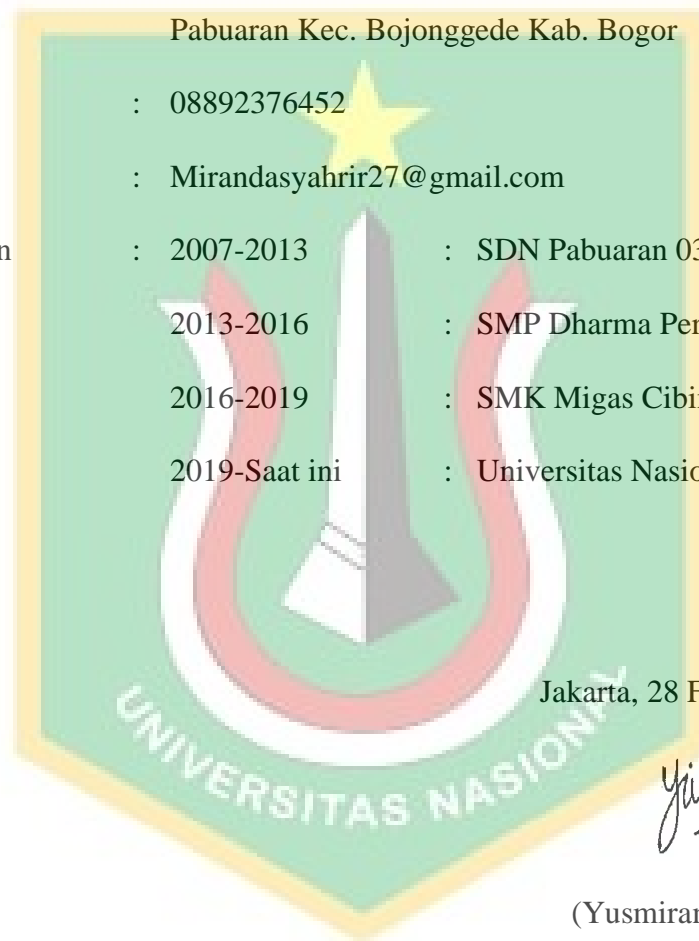 Pabuaran Kec. Bojonggede Kab. Bogor
: 08892376452
: Mirandasyahrir27@gmail.com
: 2007-2013 : SDN Pabuaran 03
2013-2016 : SMP Dharma
2016-2019 : SMK Migas
2019-Saat ini : Universitas
Jakarta, 28
UNIVERSITAS NASIONAL